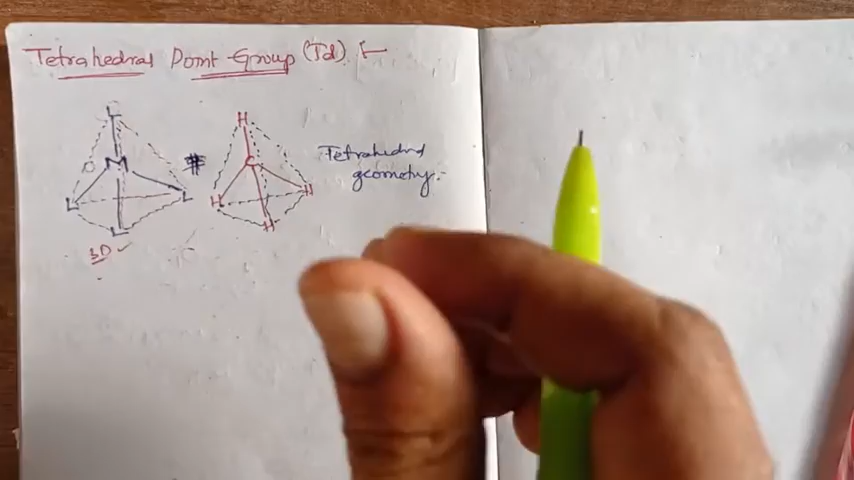 Tetrahedral Point Group (Td) :-
L
M
L
L
L
3D ✓
H
C
H
H
H
Tetrahedral
geometry:-